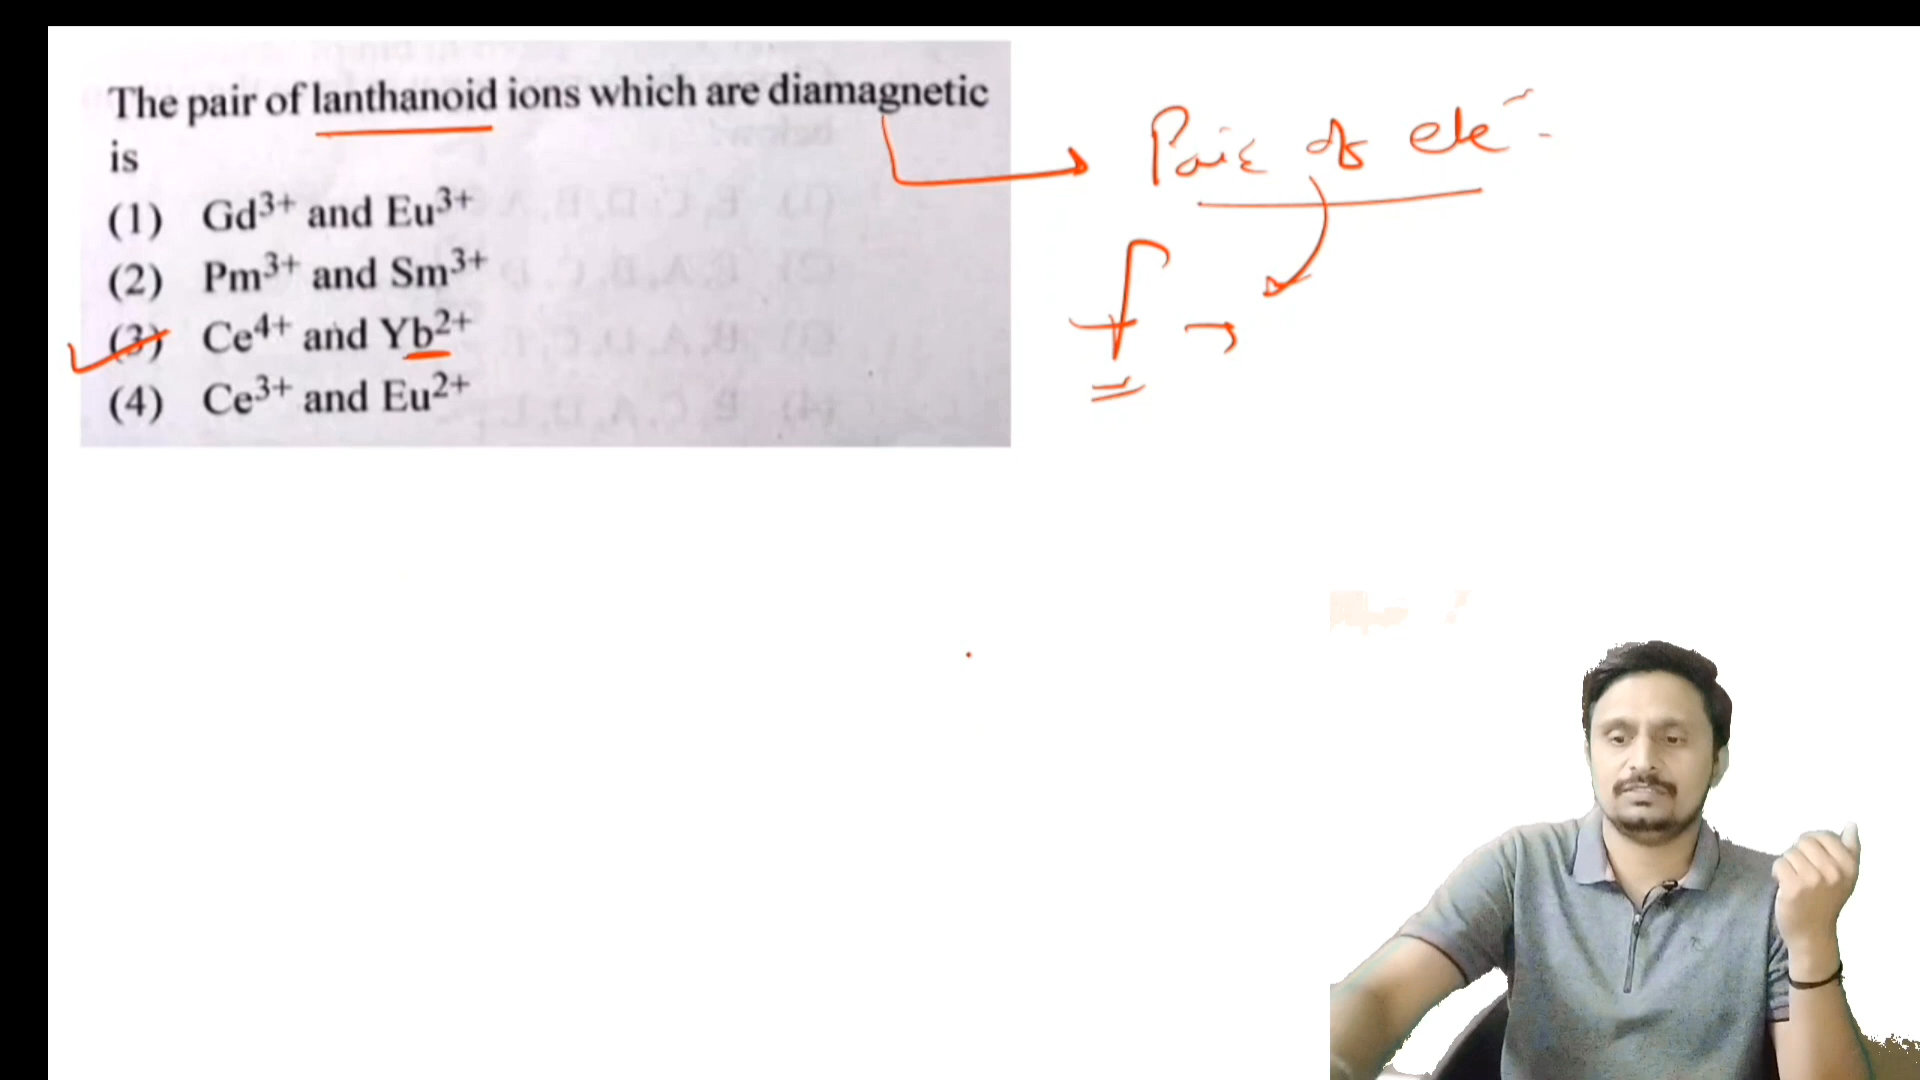 The pair of lanthanoid ions which are diamagnetic
is
(1) Gd3+ and Eu3+
(2) Pm3+ and Sm3+
(3) Ce4+ and Yb2+
(4) Ce3+ and Eu2+
Pair of ele-
f →